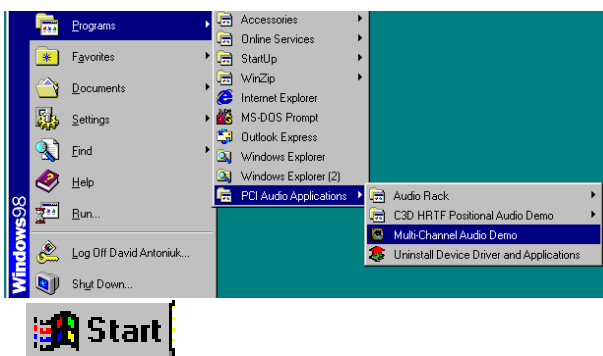 Windows98
Programs
Favorites
Documents
Settings
Find
Help
Run...
Log Off David Antoniuk...
Shut Down...
Accessories
Online Services
StartUp
WinZip
Internet Explorer
MS-DOS Prompt
Outlook Express
Windows Explorer
Windows Explorer (2)
PCI Audio Applications
Audio Rack
C3D HRTF Positional Audio Demo
Multi-Channel Audio Demo
Uninstall Device Driver and Applications
Start